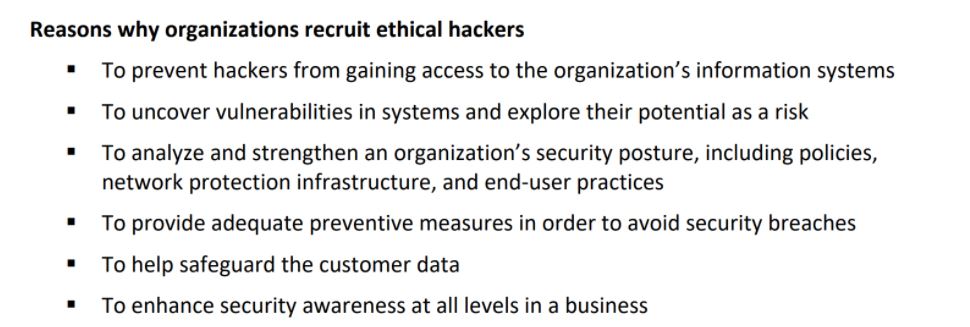 Reasons why organizations recruit ethical hackers
▪ To prevent hackers from gaining access to the organization’s information systems
▪ To uncover vulnerabilities in systems and explore their potential as a risk
▪ To analyze and strengthen an organization’s security posture, including policies,
network protection infrastructure, and end-user practices
▪ To provide adequate preventive measures in order to avoid security breaches
▪ To help safeguard the customer data
▪ To enhance security awareness at all levels in a business